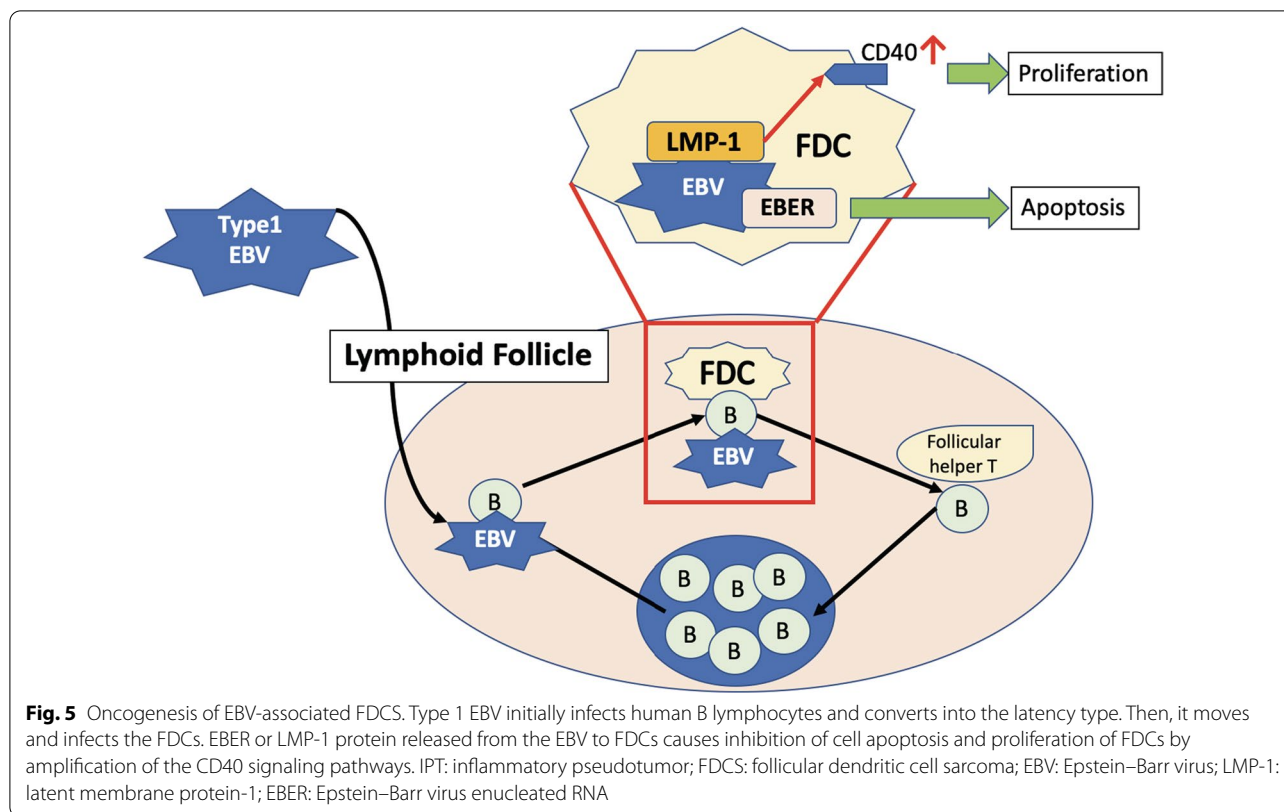 CD40
Proliferation
LMP-1
FDC
EBV
EBER
Apoptosis
Type1
EBV
Lymphoid Follicle
FDC
B
EBV
Follicular
helper T
B
B
EBV
B
B
B
B
B
B
Fig. 5 Oncogenesis of EBV-associated FDCS. Type 1 EBV initially infects human B lymphocytes and converts into the latency type. Then, it moves
and infects the FDCs. EBER or LMP-1 protein released from the EBV to FDCs causes inhibition of cell apoptosis and proliferation of FDCs by
amplification of the CD40 signaling pathways. IPT: inflammatory pseudotumor; FDCS: follicular dendritic cell sarcoma; EBV: Epstein–Barr virus; LMP-1:
latent membrane protein-1; EBER: Epstein–Barr virus enucleated RNA